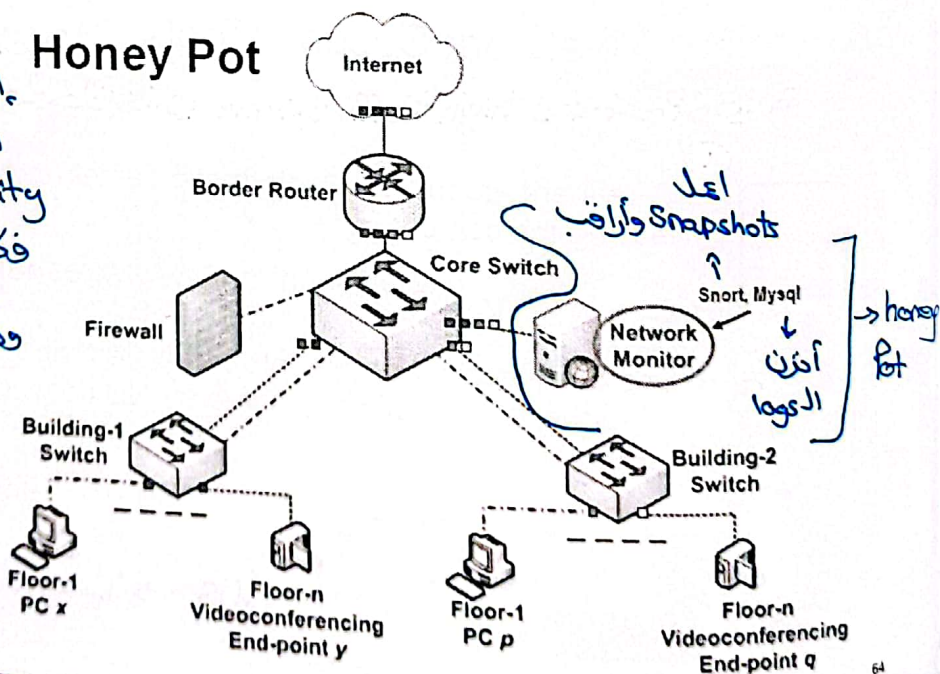 Honey Pot
Internet
Border Router
Core Switch
Firewall
Snapshots وأراقب
Snort, Mysql
Network
Monitor
→ honey
Pot
أخزن
الـ logs
Building-1
Switch
Building-2
Switch
Floor-1
PC x
Floor-n
Videoconferencing
End-point y
Floor-1
PC p
Floor-n
Videoconferencing
End-point q
64